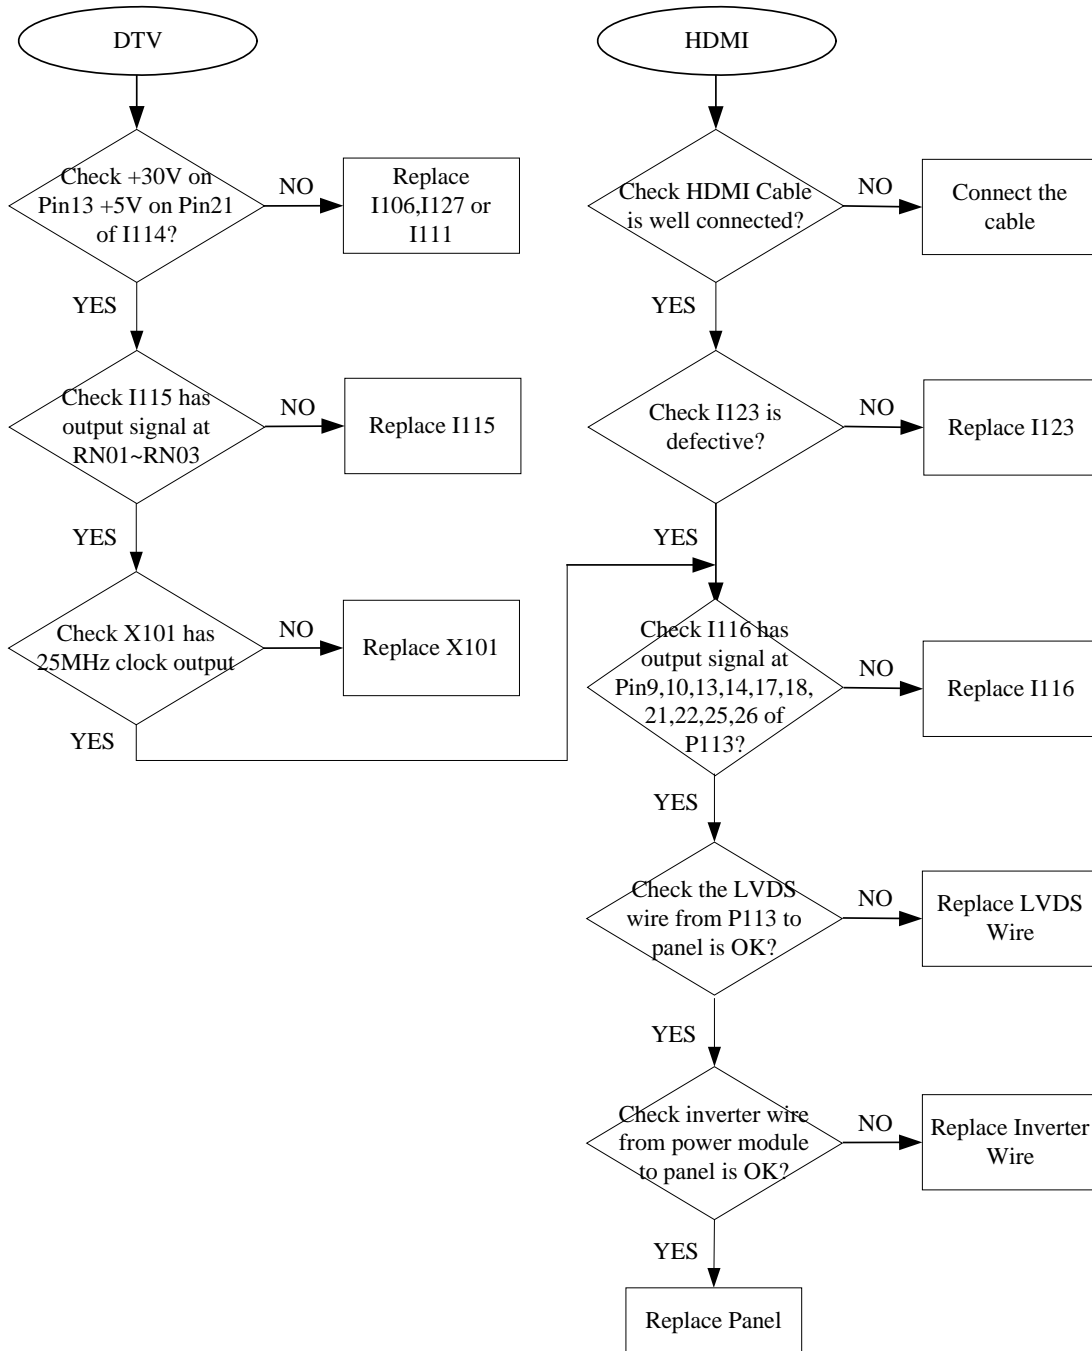 DTV
Check +30V on
Pin13 +5V on Pin21
of I114?
NO
Replace
I106,I127 or
I111
YES
Check I115 has
output signal at
RN01~RN03
NO
Replace I115
YES
Check X101 has
25MHz clock output
NO
Replace X101
YES
HDMI
Check HDMI Cable
is well connected?
NO
Connect the
cable
YES
Check I123 is
defective?
NO
Replace I123
YES
Check I116 has
output signal at
Pin9,10,13,14,17,18,
21,22,25,26 of
P113?
NO
Replace I116
YES
Check the LVDS
wire from P113 to
panel is OK?
NO
Replace LVDS
Wire
YES
Check inverter wire
from power module
to panel is OK?
NO
Replace Inverter
Wire
YES
Replace Panel